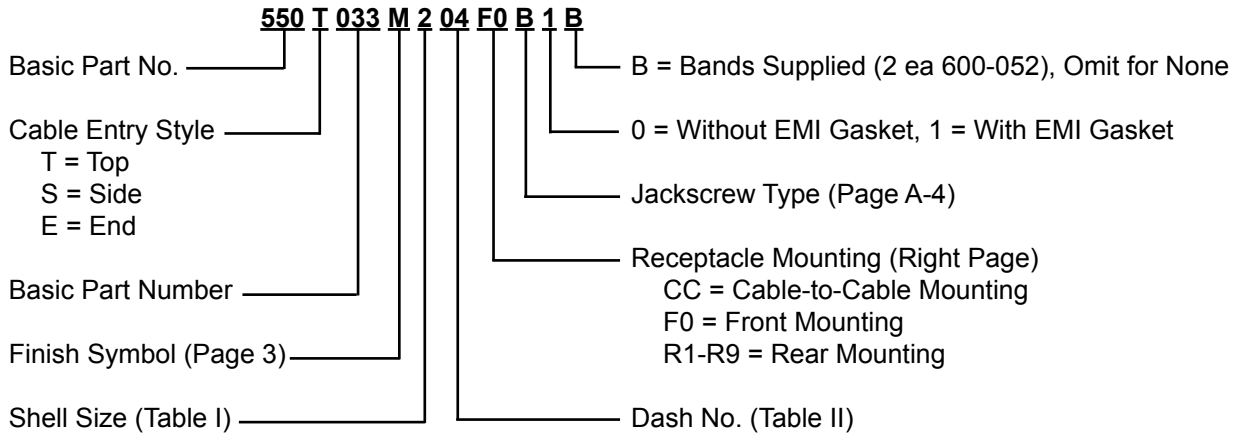 550 T 033 M 2 04 F0 B 1 B
Basic Part No.
Cable Entry Style
T = Top
S = Side
E = End
Basic Part Number
Finish Symbol (Page 3)
Shell Size (Table I)
B = Bands Supplied (2 ea 600-052), Omit for None
0 = Without EMI Gasket, 1 = With EMI Gasket
Jackscrew Type (Page A-4)
Receptacle Mounting (Right Page)
CC = Cable-to-Cable Mounting
F0 = Front Mounting
R1-R9 = Rear Mounting
Dash No. (Table II)